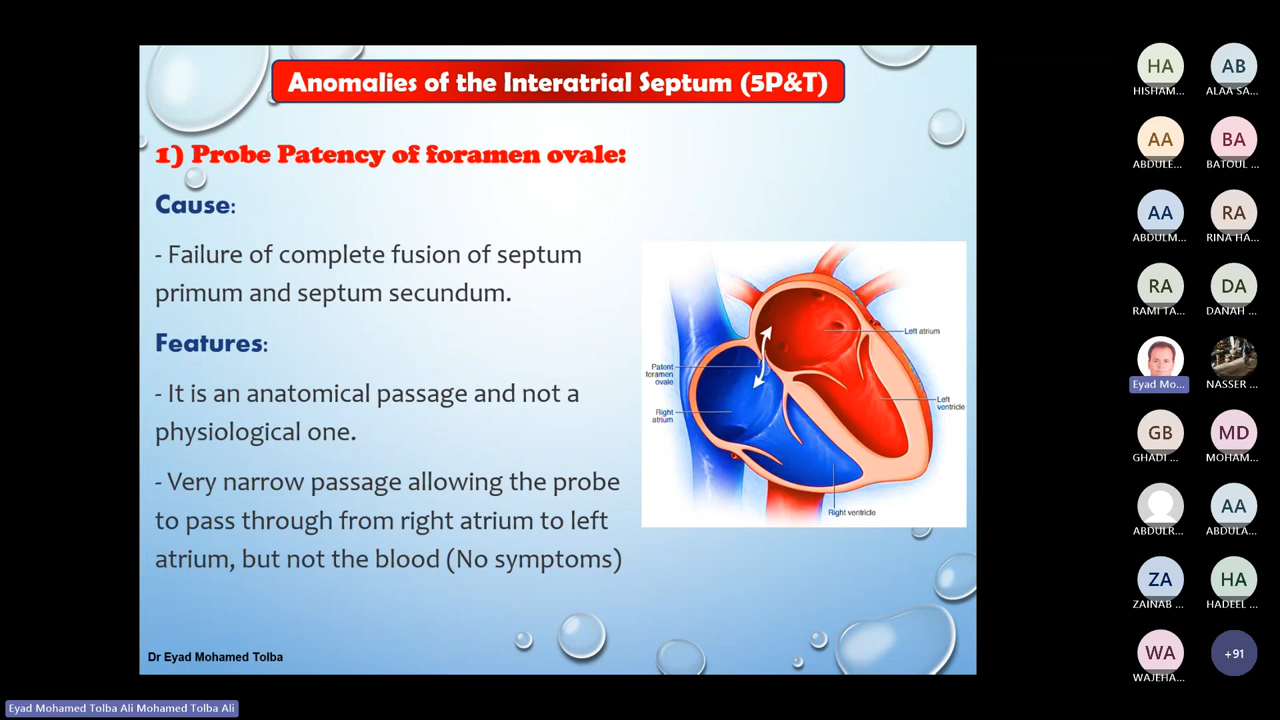 Anomalies of the Interatrial Septum (5P&T)
1) Probe Patency of foramen ovale:
Cause:
- Failure of complete fusion of septum
primum and septum secundum.
Features:
- It is an anatomical passage and not a
physiological one.
- Very narrow passage allowing the probe
to pass through from right atrium to left
atrium, but not the blood (No symptoms)
Left atrium
Patent
foramen
ovale
Right
atrium
Left
ventricle
Right ventricle
Dr Eyad Mohamed Tolba
HA
HISHAM...
AB
ALAA SA...
AA
ABDULE...
BA
BATOUL ...
AA
ABDULM...
RA
RINA HA...
RA
RAMI TA...
DA
DANAH ...
Eyad Mo...
NASSER ...
GB
GHADI ...
MD
MOHAM...
ABDULR...
AA
ABDULA...
ZA
ZAINAB ...
HA
HADEEL ...
WA
WAJEHA...
+91
Eyad Mohamed Tolba Ali Mohamed Tolba Ali